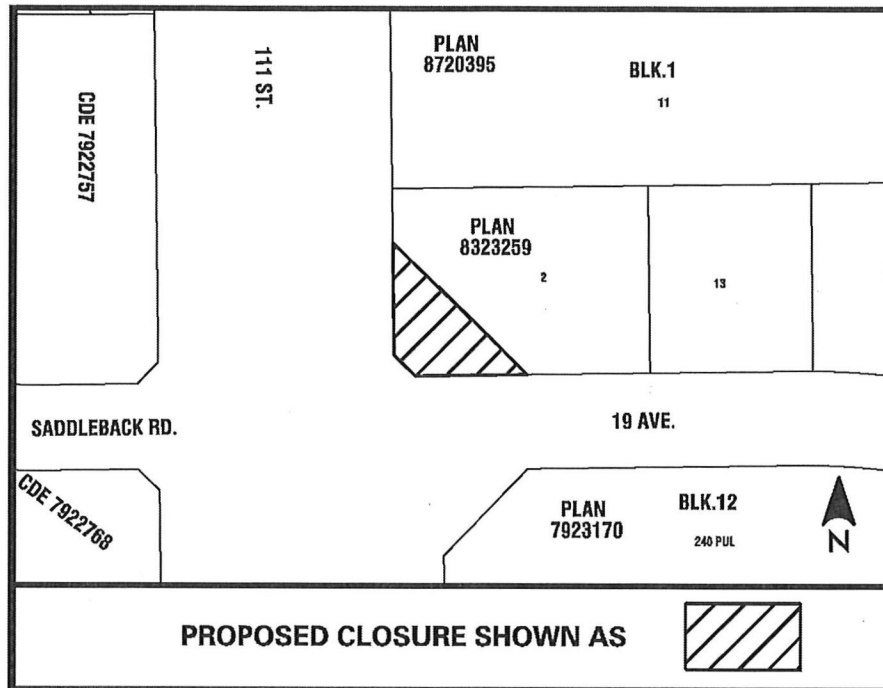 PLAN
8720395
BLK.1
11
111 ST.
CDE 7922757
PLAN
8323259
2
13
SADDLEBACK RD.
19 AVE.
CDE 7922768
PLAN
7923170
BLK.12
240 PUL
N
PROPOSED CLOSURE SHOWN AS